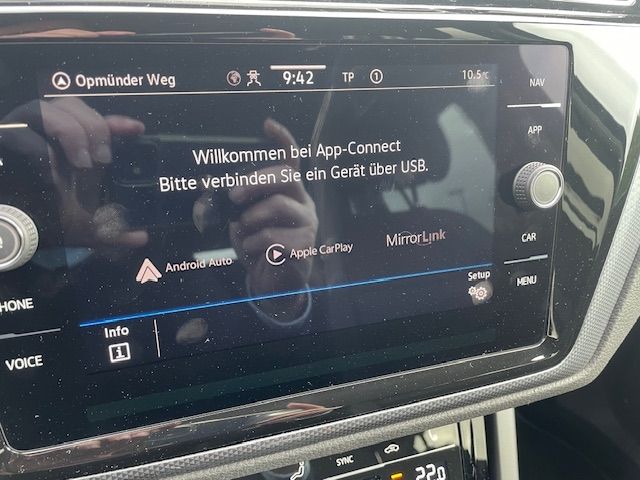 Opmünder Weg
9:42
TP
1
10.5°C
NAV
APP
Willkommen bei App-Connect
Bitte verbinden Sie ein Gerät über USB.
Android Auto
Apple CarPlay
MirrorLink
CAR
PHONE
Setup
MENU
Info
i
VOICE
SYNC
22.0